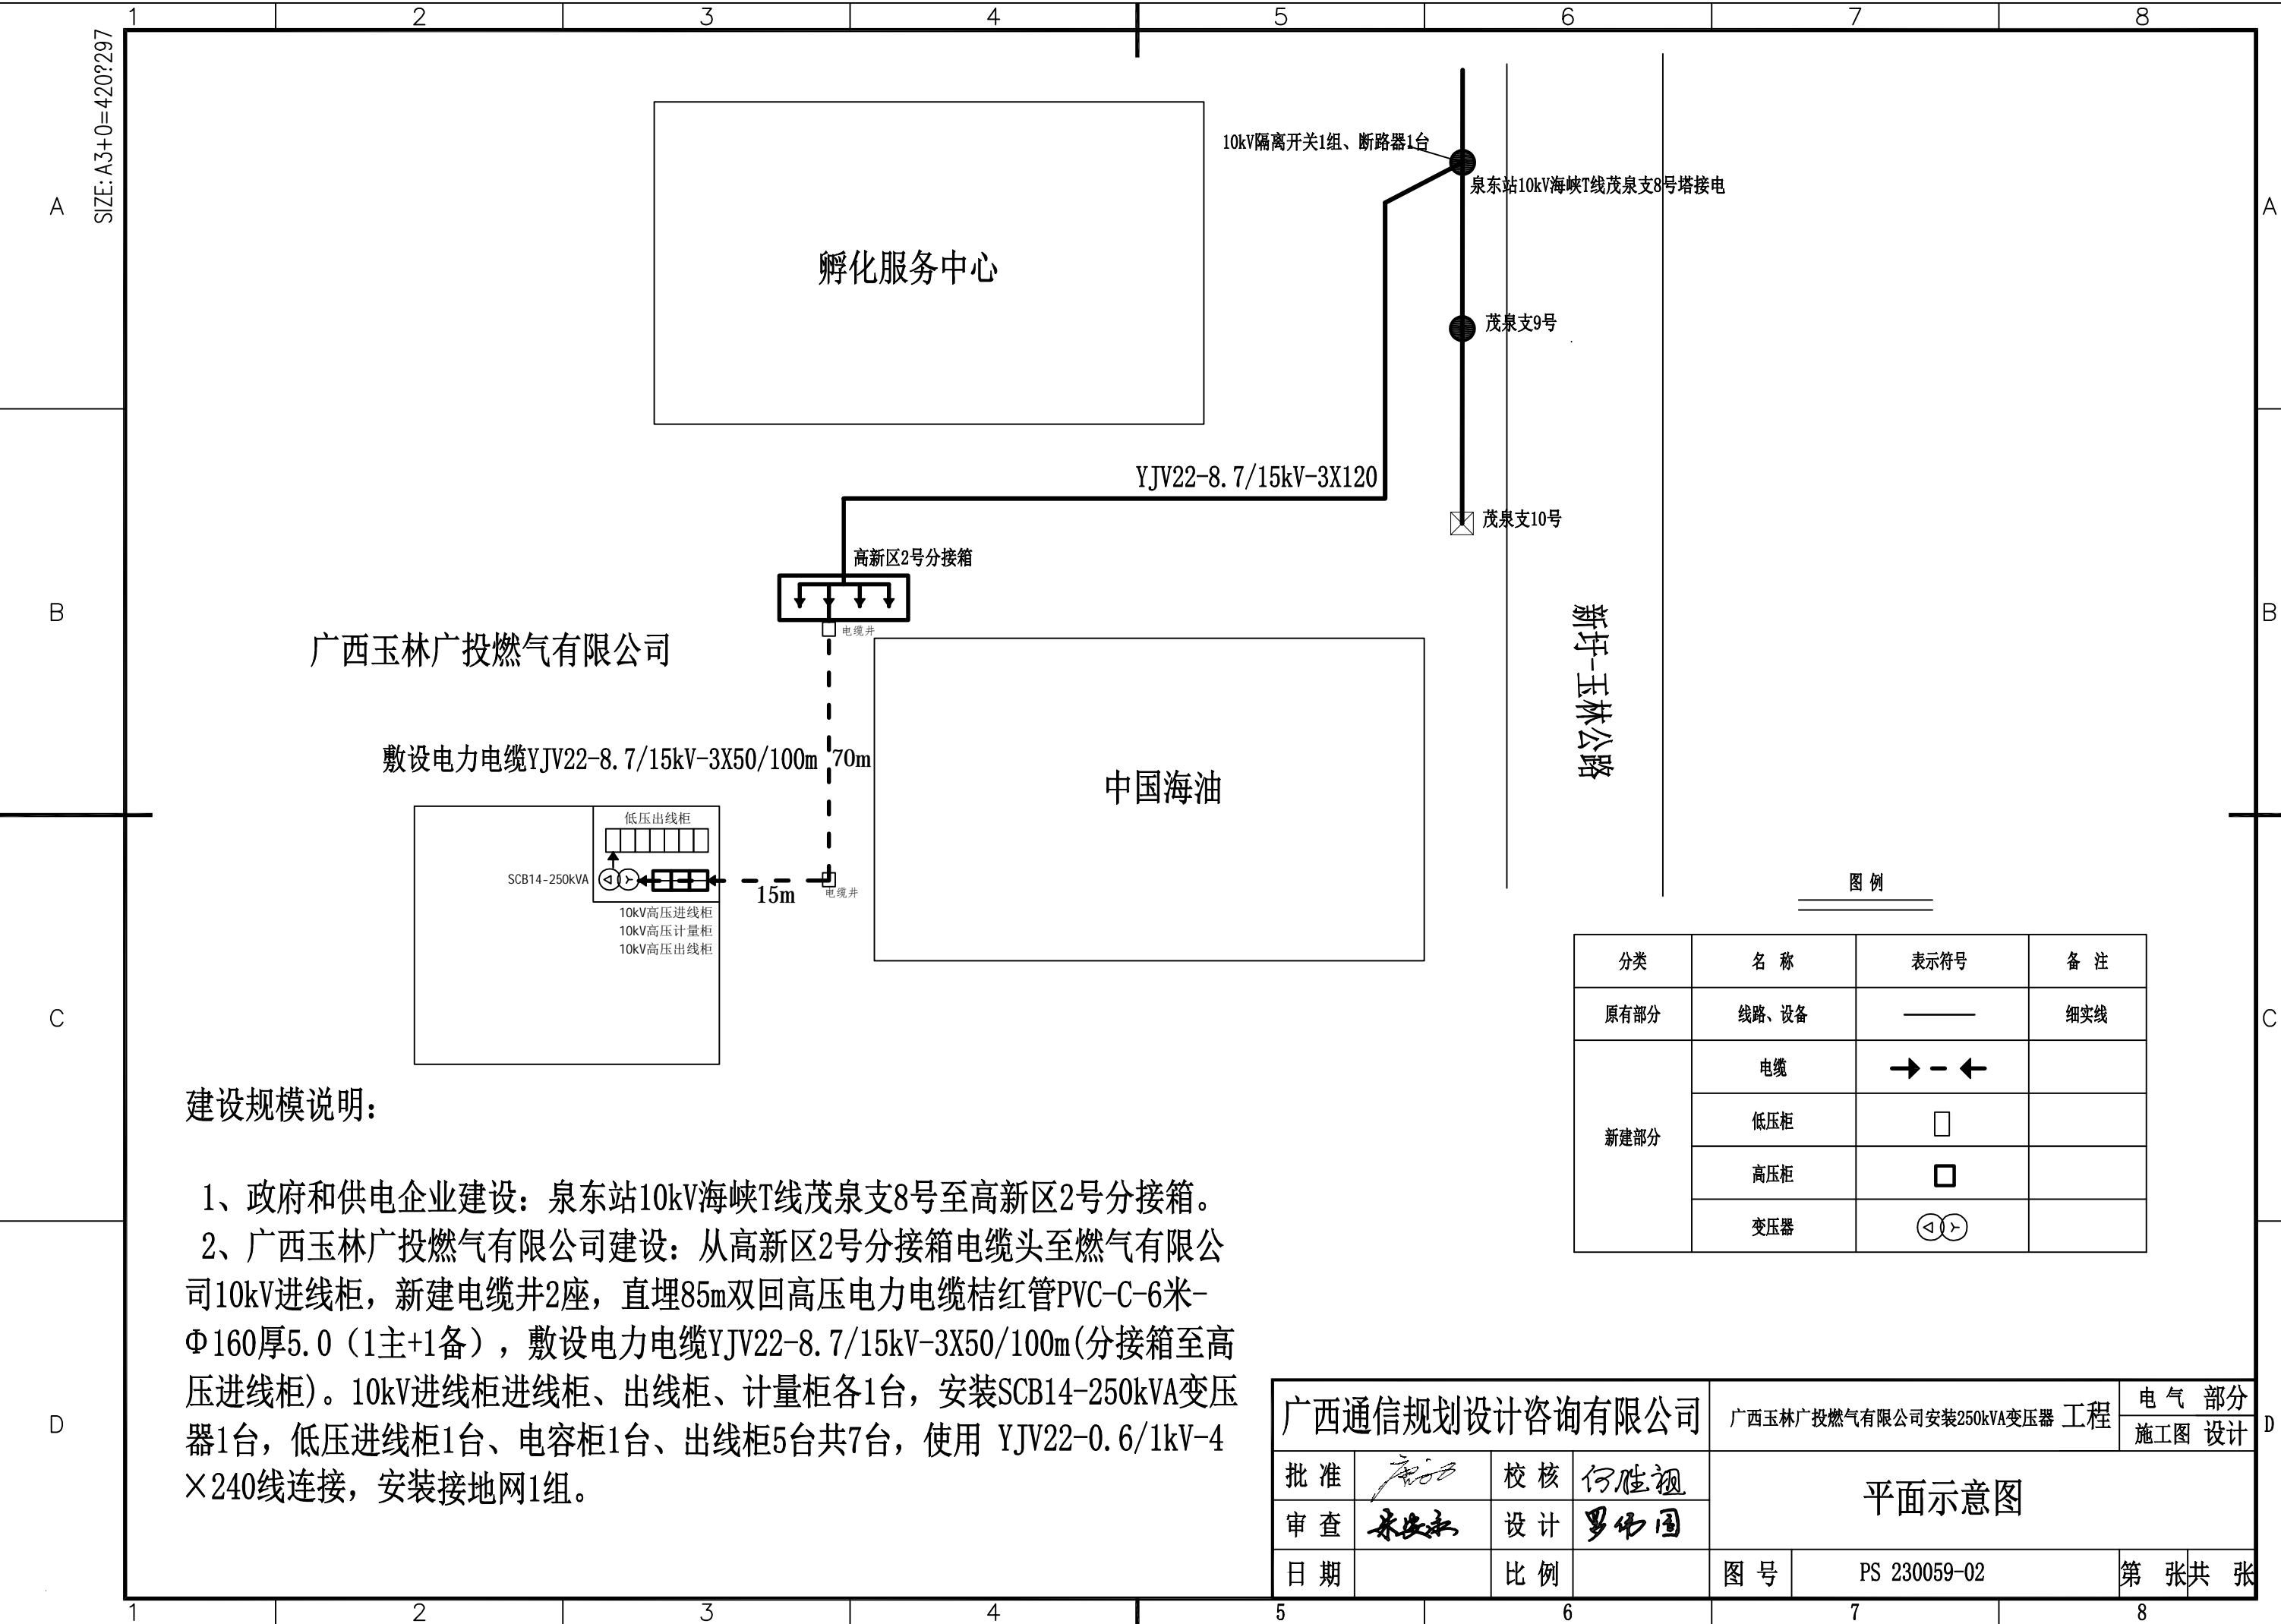 1 2 3 4 5 6 7 8
SIZE: A3+0=420?297
A A
B B
C C
D D
孵化服务中心
10kV隔离开关1组、断路器1台
泉东站10kV海峡T线茂泉支8号塔接电
茂泉支9号
YJV22-8.7/15kV-3X120
茂泉支10号
高新区2号分接箱
电缆井
广西玉林广投燃气有限公司
新圩-玉林公路
敷设电力电缆YJV22-8.7/15kV-3X50/100m
70m
中国海油
低压出线柜
SCB14-250kVA
15m
电缆井
10kV高压进线柜
10kV高压计量柜
10kV高压出线柜
图 例
分类 名 称 表示符号 备 注
原有部分 线路、设备 细实线
新建部分
电缆
低压柜
高压柜
变压器
建设规模说明：
1、政府和供电企业建设：泉东站10kV海峡T线茂泉支8号至高新区2号分接箱。
2、广西玉林广投燃气有限公司建设：从高新区2号分接箱电缆头至燃气有限公
司10kV进线柜，新建电缆井2座，直埋85m双回高压电力电缆桔红管PVC-C-6米-
Φ160厚5.0（1主+1备），敷设电力电缆YJV22-8.7/15kV-3X50/100m(分接箱至高
压进线柜)。10kV进线柜进线柜、出线柜、计量柜各1台，安装SCB14-250kVA变压
器1台，低压进线柜1台、电容柜1台、出线柜5台共7台，使用 YJV22-0.6/1kV-4
×240线连接，安装接地网1组。
广西通信规划设计咨询有限公司
广西玉林广投燃气有限公司安装250kVA变压器 工程
电 气 部分
施工图 设计
批 准 校 核 何胜祖
审 查 设 计 罗伟国
平面示意图
日 期 比 例 图 号 PS 230059-02 第 张共 张
1 2 3 4 5 6 7 8